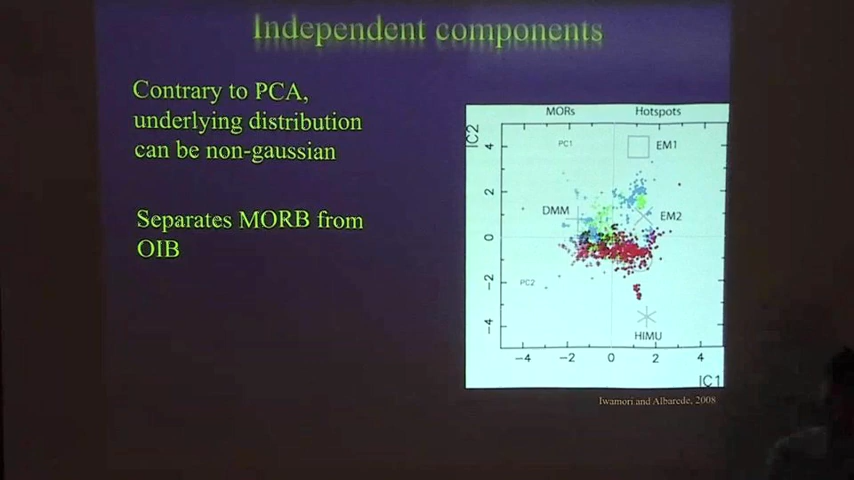 Independent components
Contrary to PCA,
underlying distribution
can be non-gaussian
Separates MORB from
OIB
MORs Hotspots
IC2
PC1
EM1
DMM
EM2
PC2
HIMU
4
2
0
−2
−4
−4 −2 0 2 4
IC1
Iwamori and Albarede, 2008